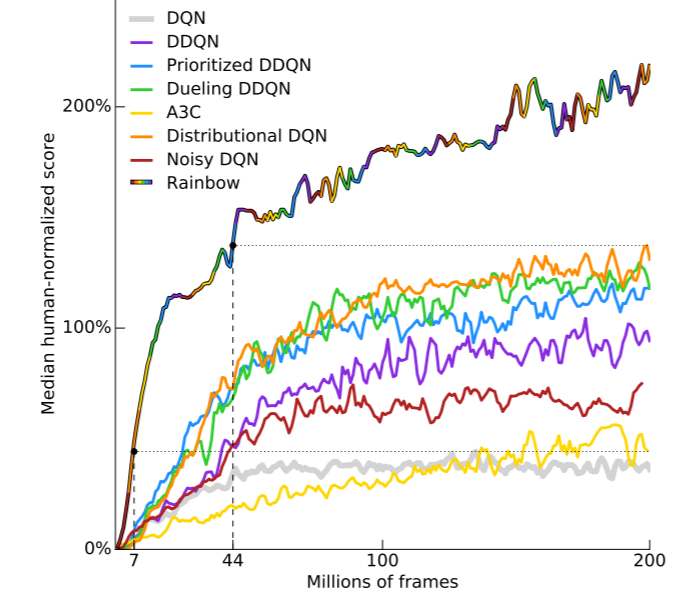 DQN
DDQN
Prioritized DDQN
Dueling DDQN
A3C
Distributional DQN
Noisy DQN
Rainbow
200%
100%
0%
Median human-normalized score
7 44 100 200
Millions of frames